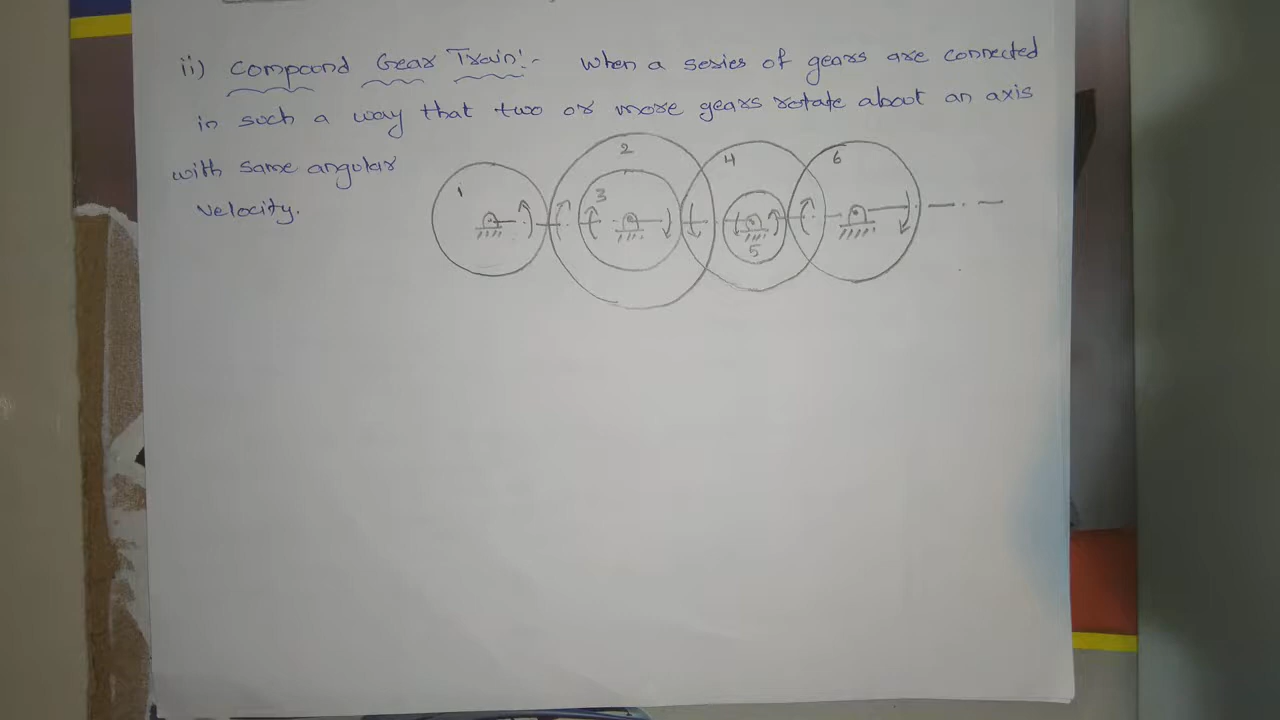 ii) Compound Gear Train:- When a series of gears are connected
in such a way that two or more gears rotate about an axis
with same angular
velocity.
1 2 3 4 5 6